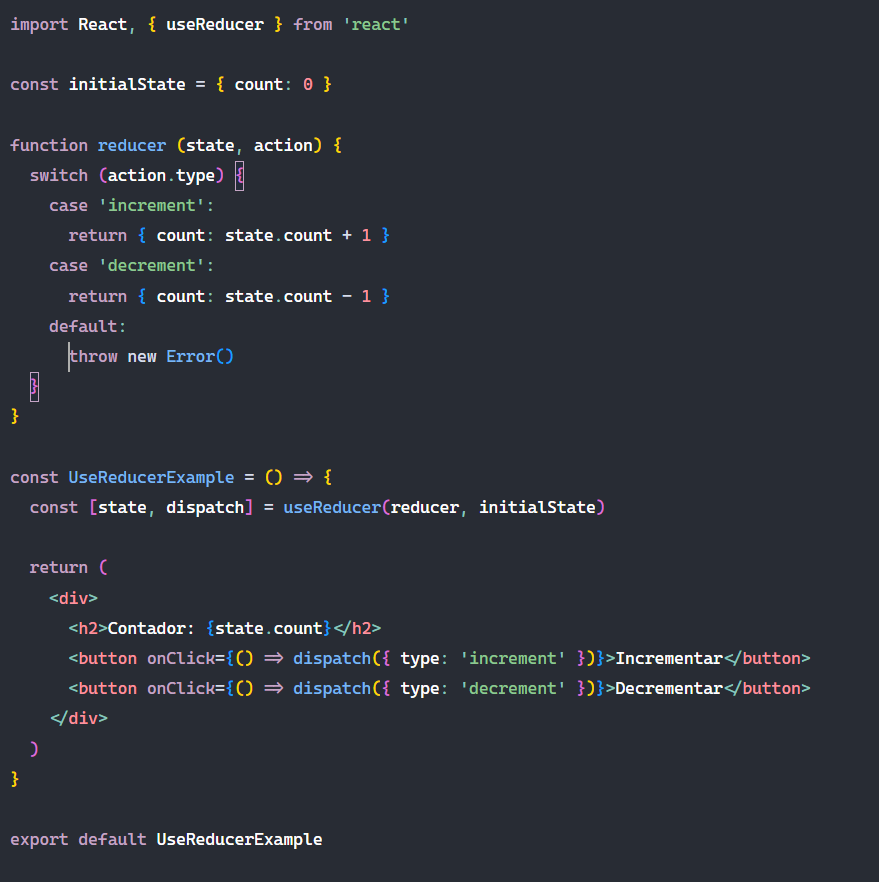 import React, { useReducer } from 'react'
const initialState = { count: 0 }
function reducer (state, action) {
  switch (action.type) {
    case 'increment':
      return { count: state.count + 1 }
    case 'decrement':
      return { count: state.count - 1 }
    default:
      throw new Error()
  }
}
const UseReducerExample = () => {
  const [state, dispatch] = useReducer(reducer, initialState)
  return (
    <div>
      <h2>Contador: {state.count}</h2>
      <button onClick={() => dispatch({ type: 'increment' })}>Incrementar</button>
      <button onClick={() => dispatch({ type: 'decrement' })}>Decrementar</button>
    </div>
  )
}
export default UseReducerExample